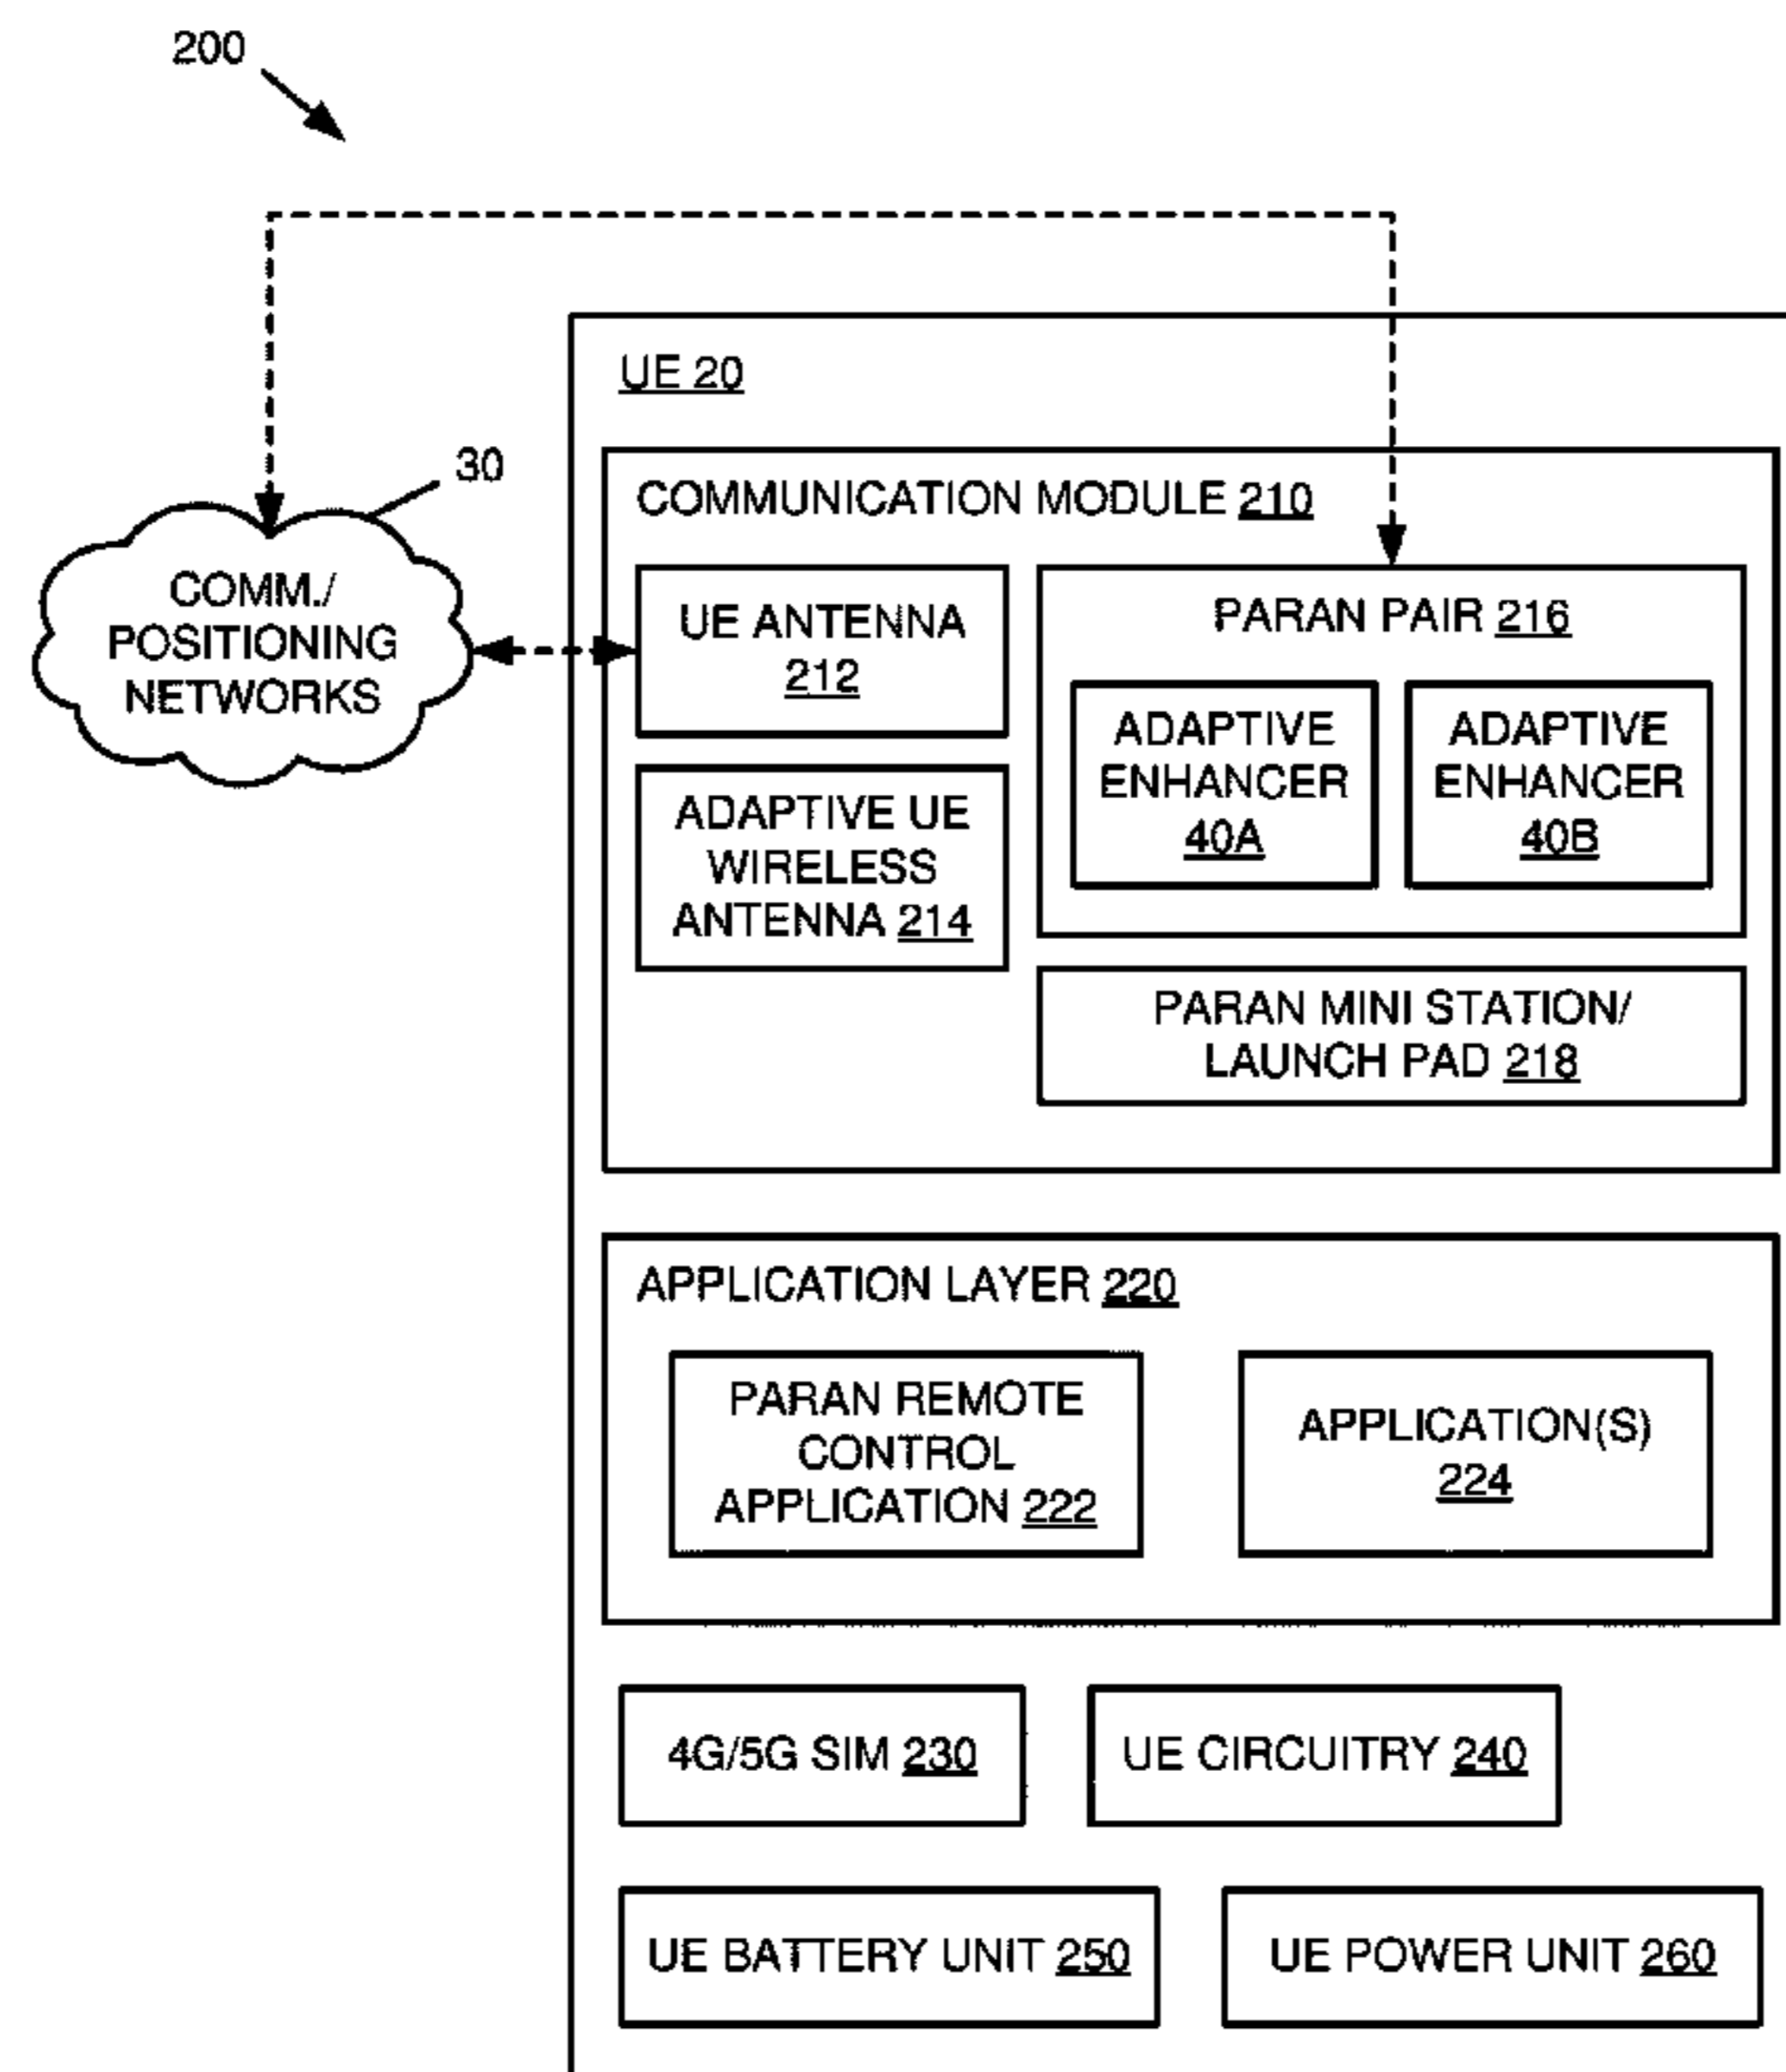 200
UE 20
30
COMMUNICATION MODULE 210
COMM./
POSITIONING
NETWORKS
UE ANTENNA
212
PARAN PAIR 216
ADAPTIVE
ENHANCER
40A
ADAPTIVE
ENHANCER
40B
ADAPTIVE UE
WIRELESS
ANTENNA 214
PARAN MINI STATION/
LAUNCH PAD 218
APPLICATION LAYER 220
PARAN REMOTE
CONTROL
APPLICATION 222
APPLICATION(S)
224
4G/5G SIM 230
UE CIRCUITRY 240
UE BATTERY UNIT 250
UE POWER UNIT 260